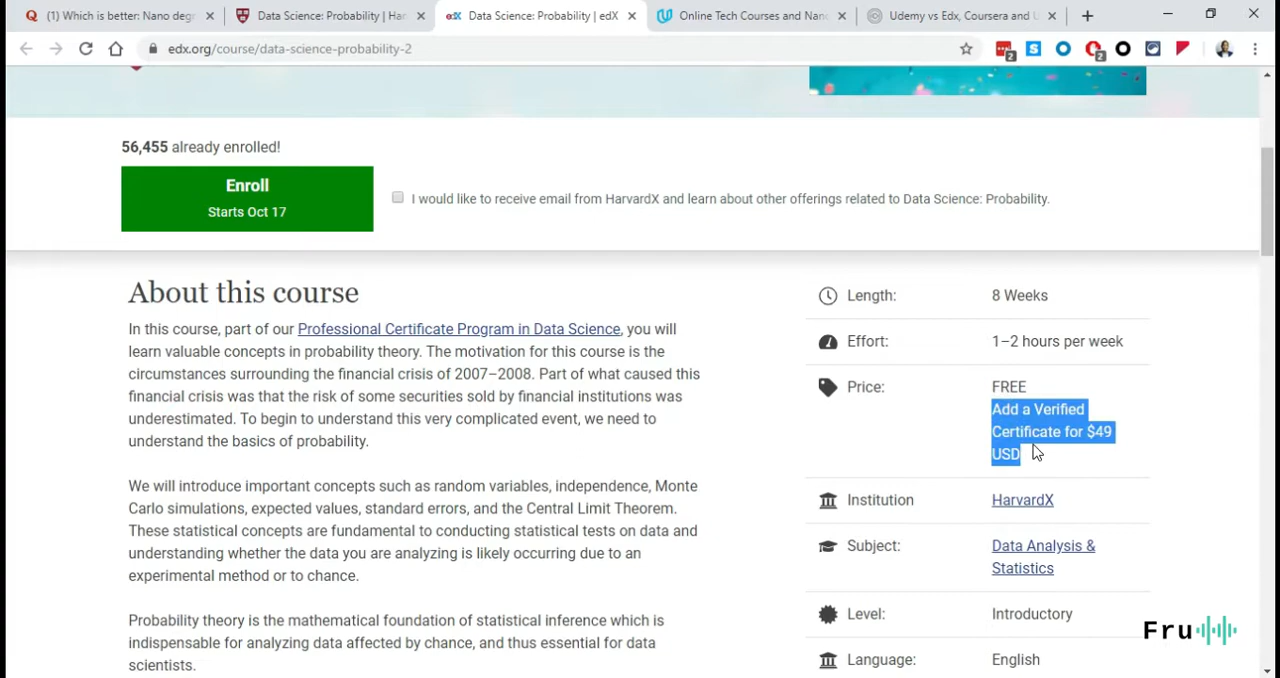 (1) Which is better: Nano degr
Data Science: Probability | Har
edX
Data Science: Probability | edX
Online Tech Courses and Nano
Udemy vs Edx, Coursera and U
edx.org/course/data-science-probability-2
2
S
2
56,455 already enrolled!
Enroll
Starts Oct 17
I would like to receive email from HarvardX and learn about other offerings related to Data Science: Probability.
About this course
In this course, part of our Professional Certificate Program in Data Science, you will
learn valuable concepts in probability theory. The motivation for this course is the
circumstances surrounding the financial crisis of 2007–2008. Part of what caused this
financial crisis was that the risk of some securities sold by financial institutions was
underestimated. To begin to understand this very complicated event, we need to
understand the basics of probability.
We will introduce important concepts such as random variables, independence, Monte
Carlo simulations, expected values, standard errors, and the Central Limit Theorem.
These statistical concepts are fundamental to conducting statistical tests on data and
understanding whether the data you are analyzing is likely occurring due to an
experimental method or to chance.
Probability theory is the mathematical foundation of statistical inference which is
indispensable for analyzing data affected by chance, and thus essential for data
scientists.
Length: 8 Weeks
Effort: 1–2 hours per week
Price: FREE
Add a Verified
Certificate for $49
USD
Institution HarvardX
Subject: Data Analysis &
Statistics
Level: Introductory
Language: English
Fru